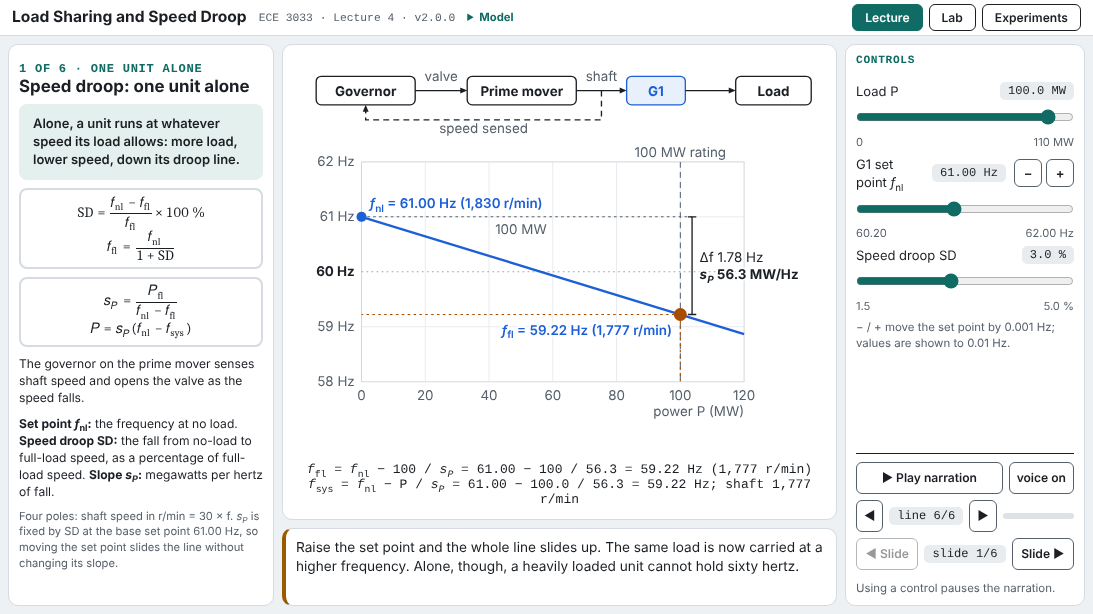 Load Sharing and Speed Droop ECE 3033 · Lecture 4 · v2.0.0 ▶ Model
Lecture Lab Experiments
1 OF 6 · ONE UNIT ALONE
Speed droop: one unit alone
Alone, a unit runs at whatever
speed its load allows: more load,
lower speed, down its droop line.
SD = (f_nl − f_fl) / f_fl × 100 %
f_fl = f_nl / (1 + SD)
s_P = P_fl / (f_nl − f_fl)
P = s_P (f_nl − f_sys)
The governor on the prime mover senses
shaft speed and opens the valve as the
speed falls.
Set point f_nl: the frequency at no load.
Speed droop SD: the fall from no-load to
full-load speed, as a percentage of full-
load speed. Slope s_P: megawatts per hertz
of fall.
Four poles: shaft speed in r/min = 30 × f. s_P is
fixed by SD at the base set point 61.00 Hz, so
moving the set point slides the line without
changing its slope.
Governor valve Prime mover shaft G1 Load
speed sensed
100 MW rating
62 Hz
f_nl = 61.00 Hz (1,830 r/min)
61 Hz
100 MW
Δf 1.78 Hz
s_P 56.3 MW/Hz
60 Hz
59 Hz
f_fl = 59.22 Hz (1,777 r/min)
58 Hz
0 20 40 60 80 100 120
power P (MW)
f_fl = f_nl − 100 / s_P = 61.00 − 100 / 56.3 = 59.22 Hz (1,777 r/min)
f_sys = f_nl − P / s_P = 61.00 − 100.0 / 56.3 = 59.22 Hz; shaft 1,777
r/min
Raise the set point and the whole line slides up. The same load is now carried at a
higher frequency. Alone, though, a heavily loaded unit cannot hold sixty hertz.
CONTROLS
Load P 100.0 MW
0 110 MW
G1 set
point f_nl 61.00 Hz − +
60.20 62.00 Hz
Speed droop SD 3.0 %
1.5 5.0 %
− / + move the set point by 0.001 Hz;
values are shown to 0.01 Hz.
▶ Play narration voice on
◀ line 6/6 ▶
◀ Slide slide 1/6 Slide ▶
Using a control pauses the narration.